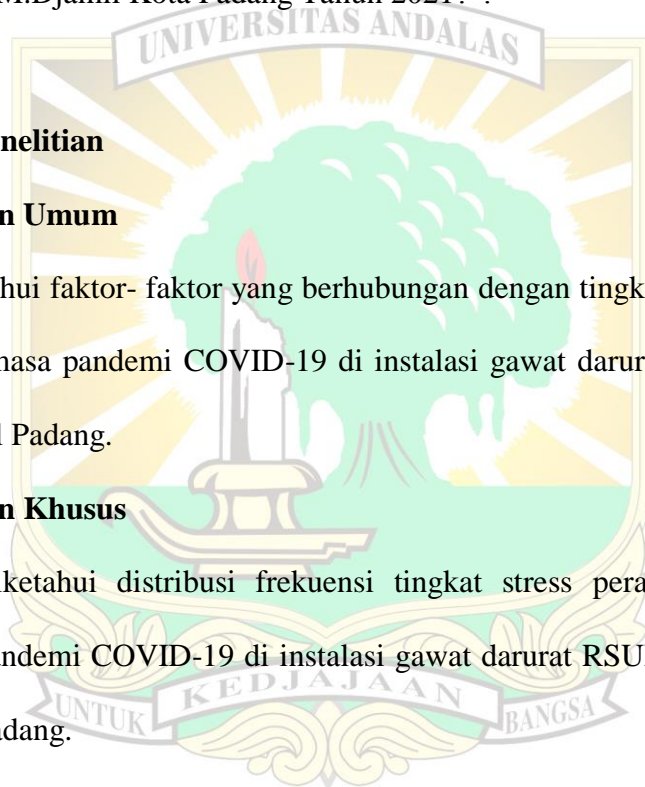 M.Djamil Kota Padang Tahun 2021? .
UNIVERSITAS ANDALAS
nelitian
n Umum
hui faktor- faktor yang berhubungan dengan tingk
nasa pandemi COVID-19 di instalasi gawat darur
l Padang.
n Khusus
ketahui distribusi frekuensi tingkat stress pera
andemi COVID-19 di instalasi gawat darurat RSU
adang.
UNTUK KEDJAJAAN BANGSA